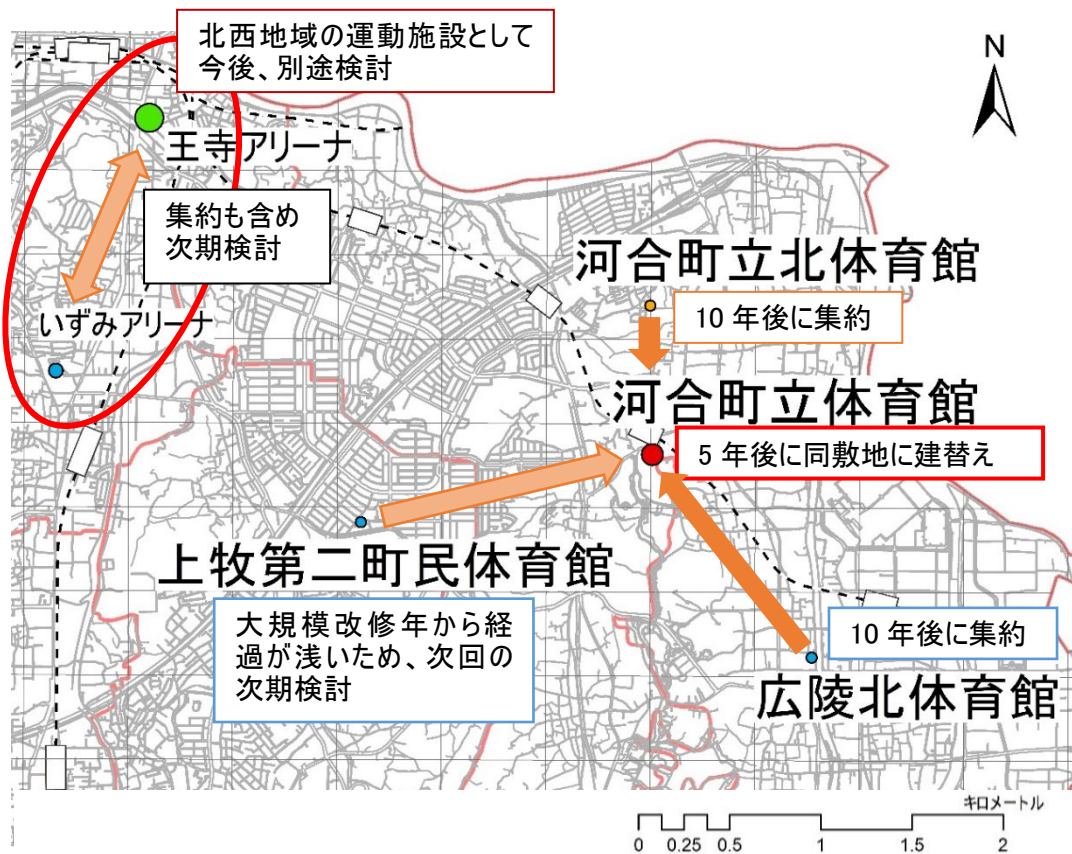 北西地域の運動施設として
今後、別途検討
N
王寺アリーナ
集約も含め
次期検討
いずみアリーナ
河合町立北体育館
10 年後に集約
河合町立体育館
5 年後に同敷地に建替え
上牧第二町民体育館
大規模改修年から経
過が浅いため、次回の
次期検討
10 年後に集約
広陵北体育館
キロメートル
0 0.25 0.5 1 1.5 2